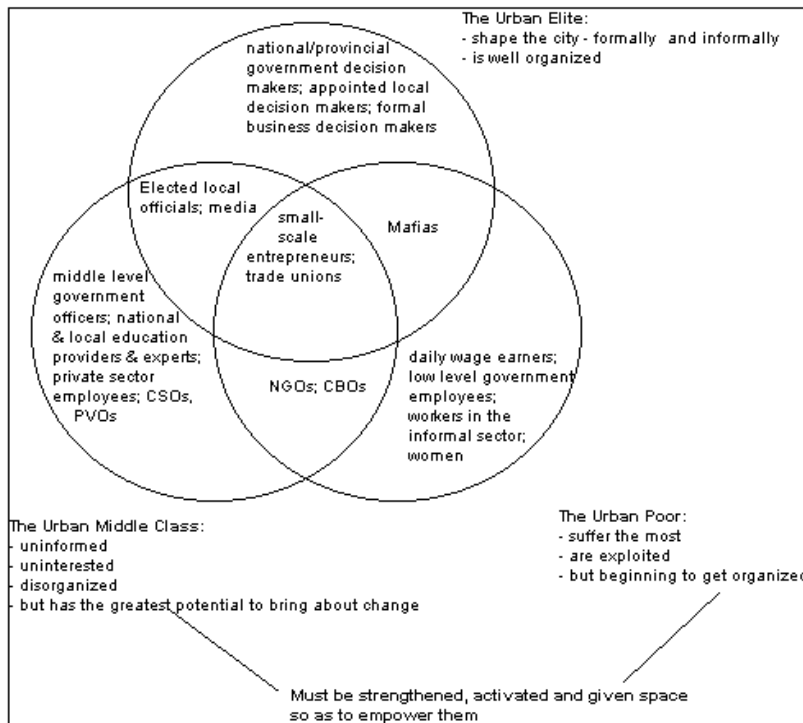 The Urban Elite:
- shape the city - formally and informally
- is well organized
national/provincial
government decision
makers; appointed local
decision makers; formal
business decision makers
Elected local
officials; media
small-
scale
entrepreneurs;
trade unions
Mafias
middle level
government
officers; national
& local education
providers & experts;
private sector
employees; CSOs,
PVOs
NGOs; CBOs
daily wage earners;
low level government
employees;
workers in the
informal sector;
women
The Urban Middle Class:
- uninformed
- uninterested
- disorganized
- but has the greatest potential to bring about change
The Urban Poor:
- suffer the most
- are exploited
- but beginning to get organized
Must be strengthened, activated and given space
so as to empower them